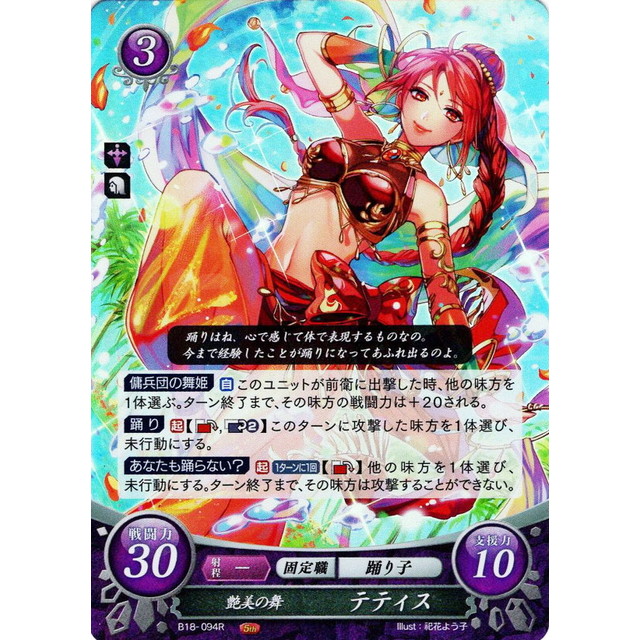 3
踊りはね、心で感じて体で表現するものなの。
今まで経験したことが踊りになってあふれ出るのよ。
傭兵団の舞姫 自 このユニットが前衛に出撃した時、他の味方を
1体選ぶ。ターン終了まで、その味方の戦闘力は+20される。
踊り 起 【 、 2】このターンに攻撃した味方を1体選び、
未行動にする。
あなたも踊らない? 起 1ターンに1回【 】他の味方を1体選び、
未行動にする。ターン終了まで、その味方は攻撃することができない。
戦闘力 30
射程 — 固定職 踊り子
支援力 10
艶美の舞 テティス
B18-094R 5th Illust:祀花よう子